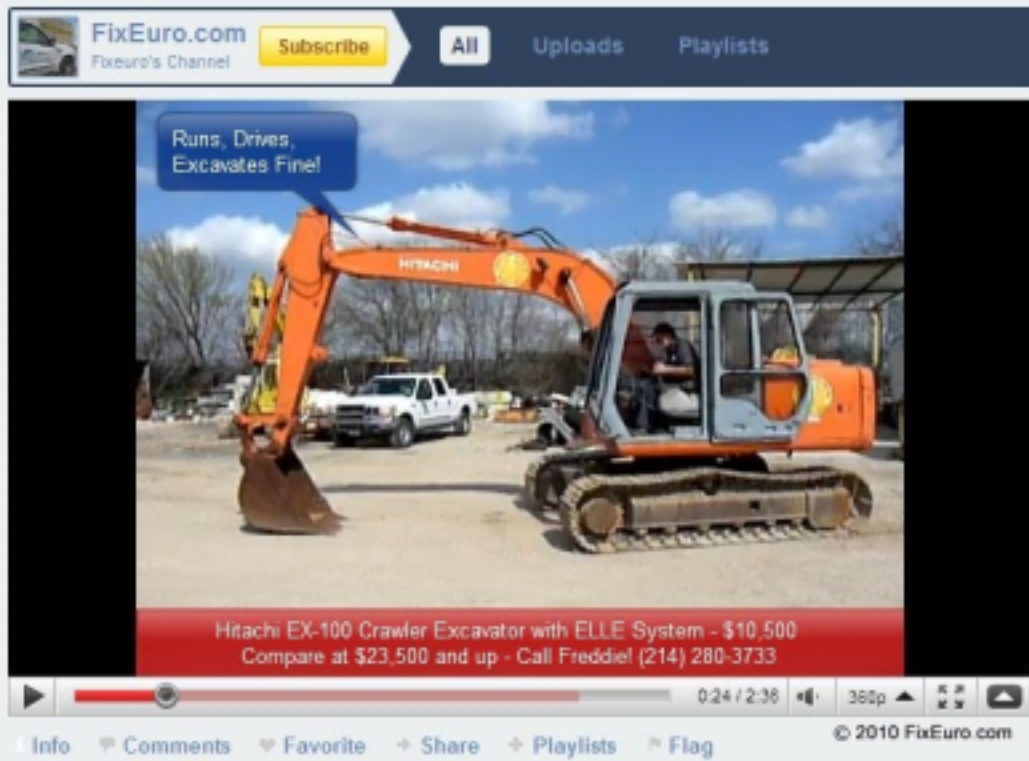 FixEuro.com
Fixeuro's Channel
Subscribe
All
Uploads
Playlists
Runs, Drives,
Excavates Fine!
HITACHI
Hitachi EX-100 Crawler Excavator with ELLE System - $10,500
Compare at $23,500 and up - Call Freddie! (214) 280-3733
0:24 / 2:36
360p
© 2010 FixEuro.com
Info
Comments
Favorite
Share
Playlists
Flag